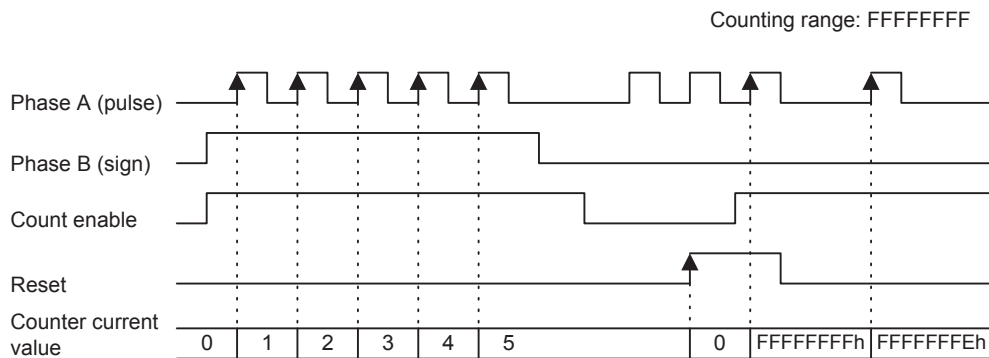 Counting range: FFFFFFFF
Phase A (pulse)
Phase B (sign)
Count enable
Reset
Counter current
value
0 1 2 3 4 5 0 FFFFFFFFh FFFFFFFEh